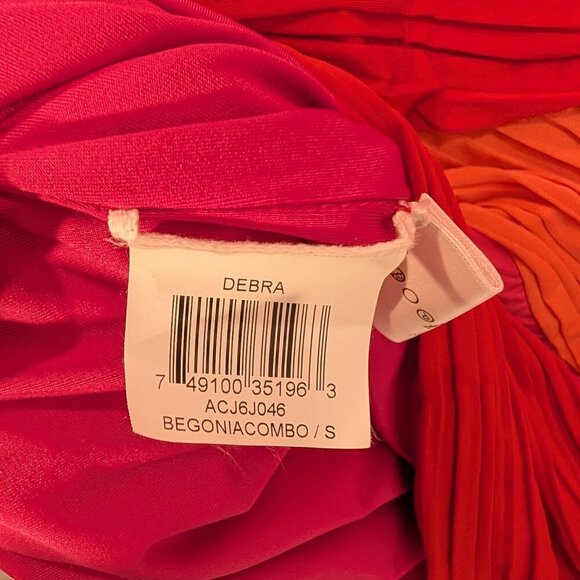 DEBRA
7 49100 35196 3
ACJ6J046
BEGONIACOMBO / S